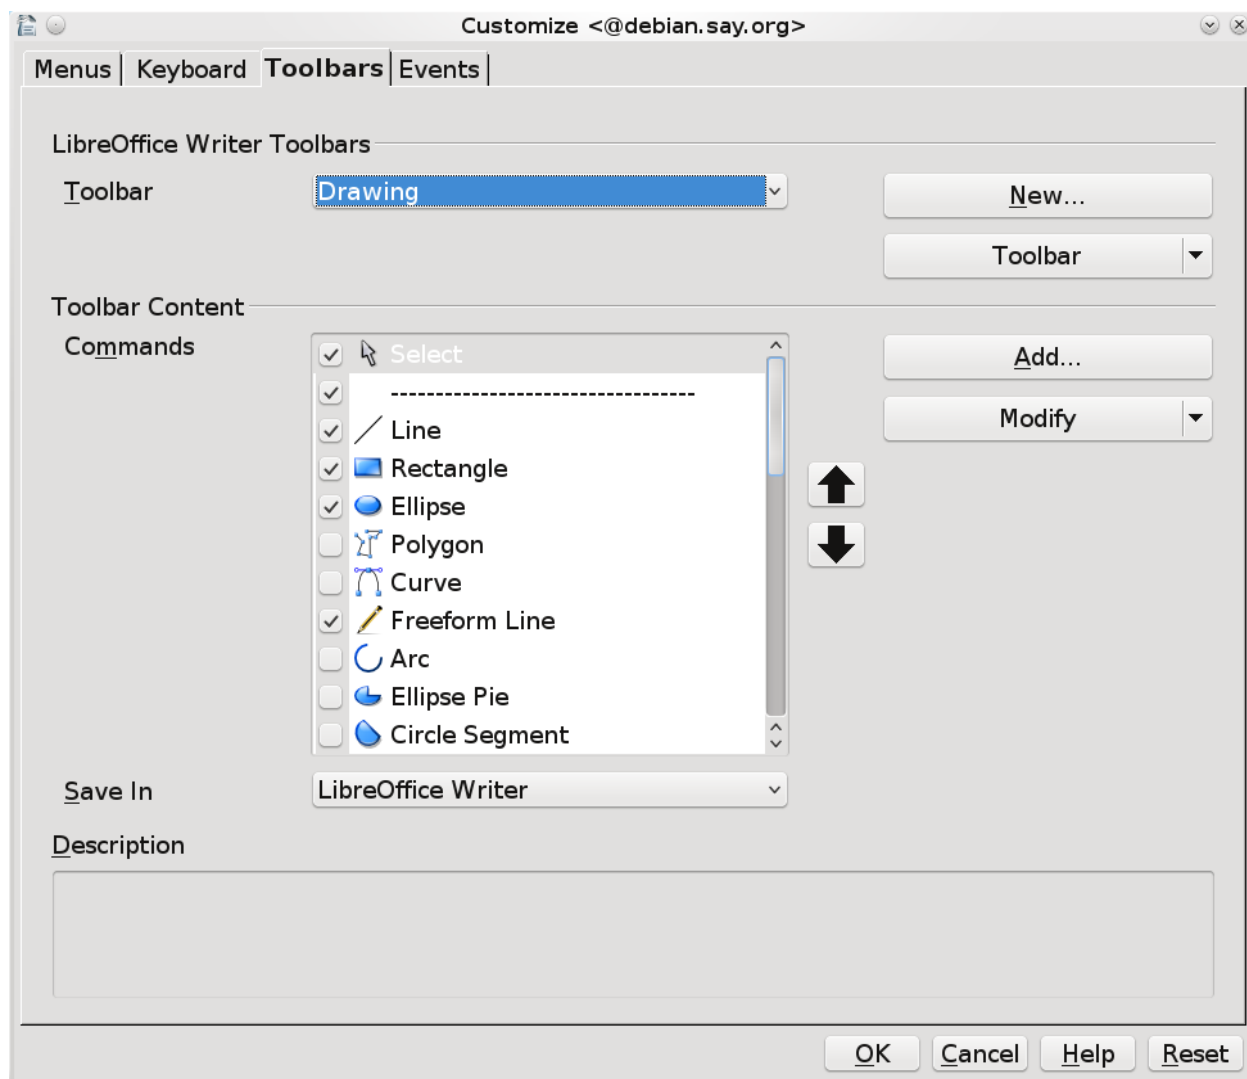 Customize <@debian.say.org>
Menus Keyboard Toolbars Events
LibreOffice Writer Toolbars
Toolbar Drawing New...
Toolbar
Toolbar Content
Commands Select Add...
----------------------------------
Line Modify
Rectangle
Ellipse
Polygon
Curve
Freeform Line
Arc
Ellipse Pie
Circle Segment
Save In LibreOffice Writer
Description
OK Cancel Help Reset